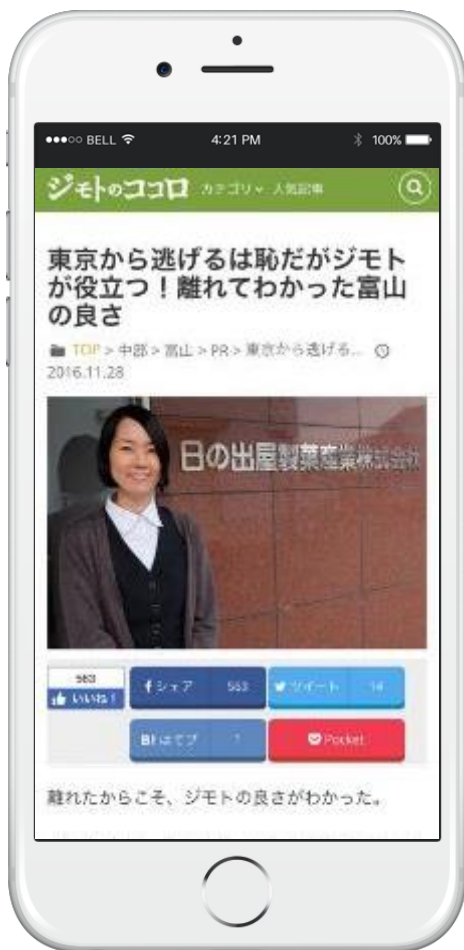 ●●●○○ BELL 4:21 PM 100%
ジモトのココロ カテゴリ 人気記事
東京から逃げるは恥だがジモト
が役立つ！離れてわかった富山
の良さ
TOP > 中部 > 富山 > PR > 東京から逃げる...
2016.11.28
日の出屋製菓産業株式会社
563
いいね！
シェア 563
ツイート 14
B! はてブ 1
Pocket
離れたからこそ、ジモトの良さがわかった。